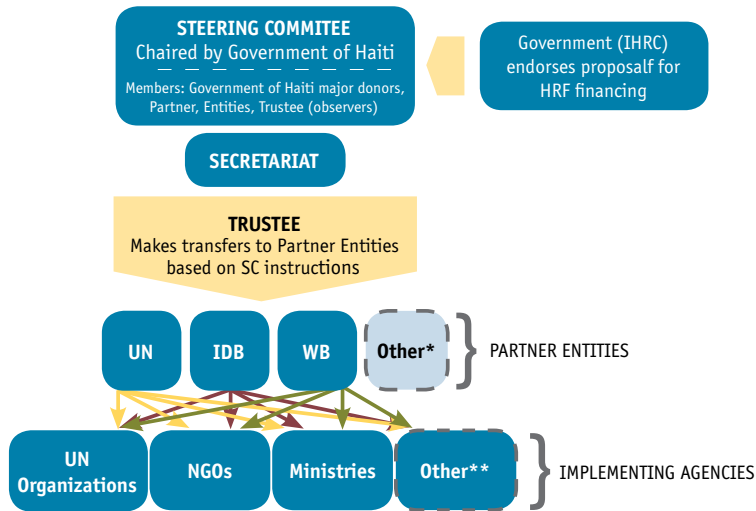 STEERING COMMITEE
Chaired by Government of Haiti
Members: Government of Haiti major donors,
Partner, Entities, Trustee (observers)
Government (IHRC)
endorses proposalf for
HRF financing
SECRETARIAT
TRUSTEE
Makes transfers to Partner Entities
based on SC instructions
UN
IDB
WB
Other*
PARTNER ENTITIES
UN
Organizations
NGOs
Ministries
Other**
IMPLEMENTING AGENCIES